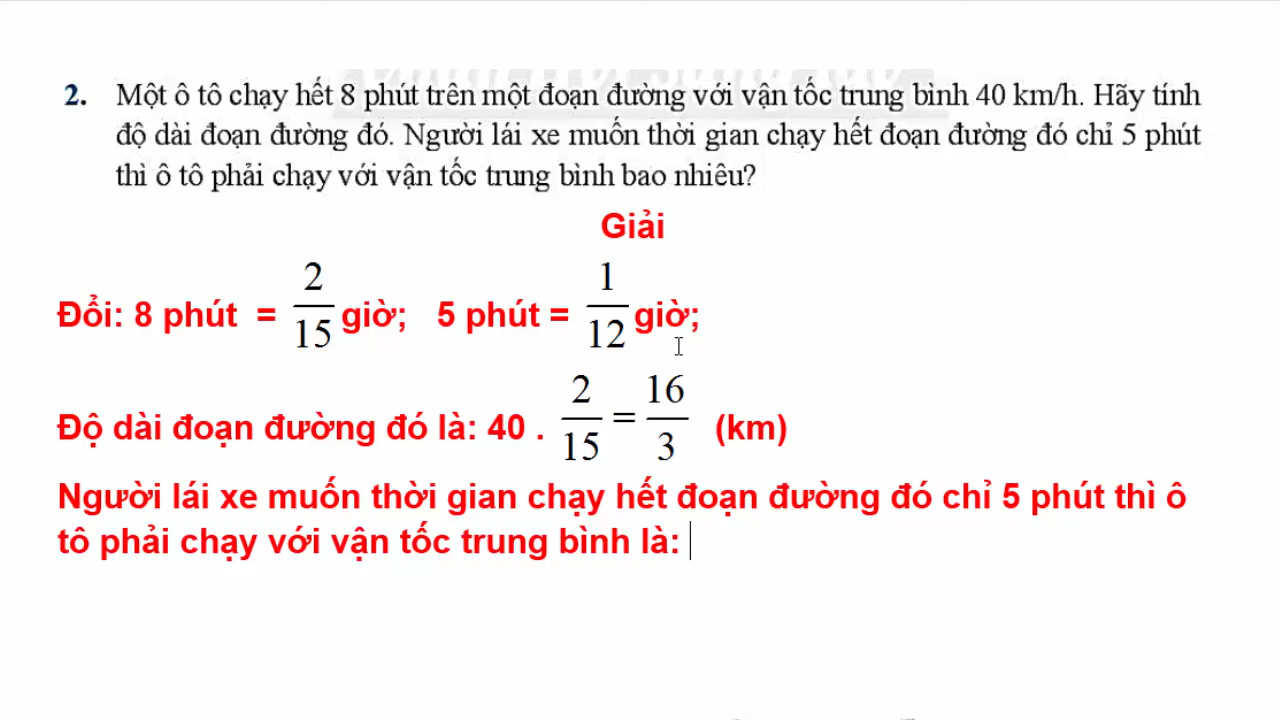 2. Một ô tô chạy hết 8 phút trên một đoạn đường với vận tốc trung bình 40 km/h. Hãy tính
độ dài đoạn đường đó. Người lái xe muốn thời gian chạy hết đoạn đường đó chỉ 5 phút
thì ô tô phải chạy với vận tốc trung bình bao nhiêu?
Giải
Đổi: 8 phút = 2/15 giờ; 5 phút = 1/12 giờ;
Độ dài đoạn đường đó là: 40 . 2/15 = 16/3 (km)
Người lái xe muốn thời gian chạy hết đoạn đường đó chỉ 5 phút thì ô
tô phải chạy với vận tốc trung bình là: